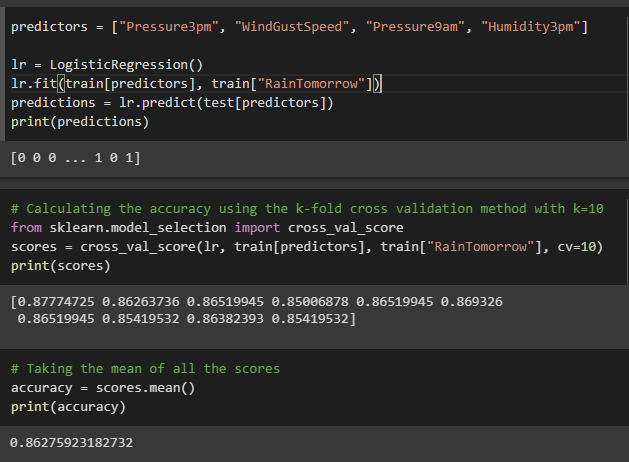 predictors = ["Pressure3pm", "WindGustSpeed", "Pressure9am", "Humidity3pm"]
lr = LogisticRegression()
lr.fit(train[predictors], train["RainTomorrow"])
predictions = lr.predict(test[predictors])
print(predictions)
[0 0 0 ... 1 0 1]
# Calculating the accuracy using the k-fold cross validation method with k=10
from sklearn.model_selection import cross_val_score
scores = cross_val_score(lr, train[predictors], train["RainTomorrow"], cv=10)
print(scores)
[0.87774725 0.86263736 0.86519945 0.85006878 0.86519945 0.869326
0.86519945 0.85419532 0.86382393 0.85419532]
# Taking the mean of all the scores
accuracy = scores.mean()
print(accuracy)
0.86275923182732